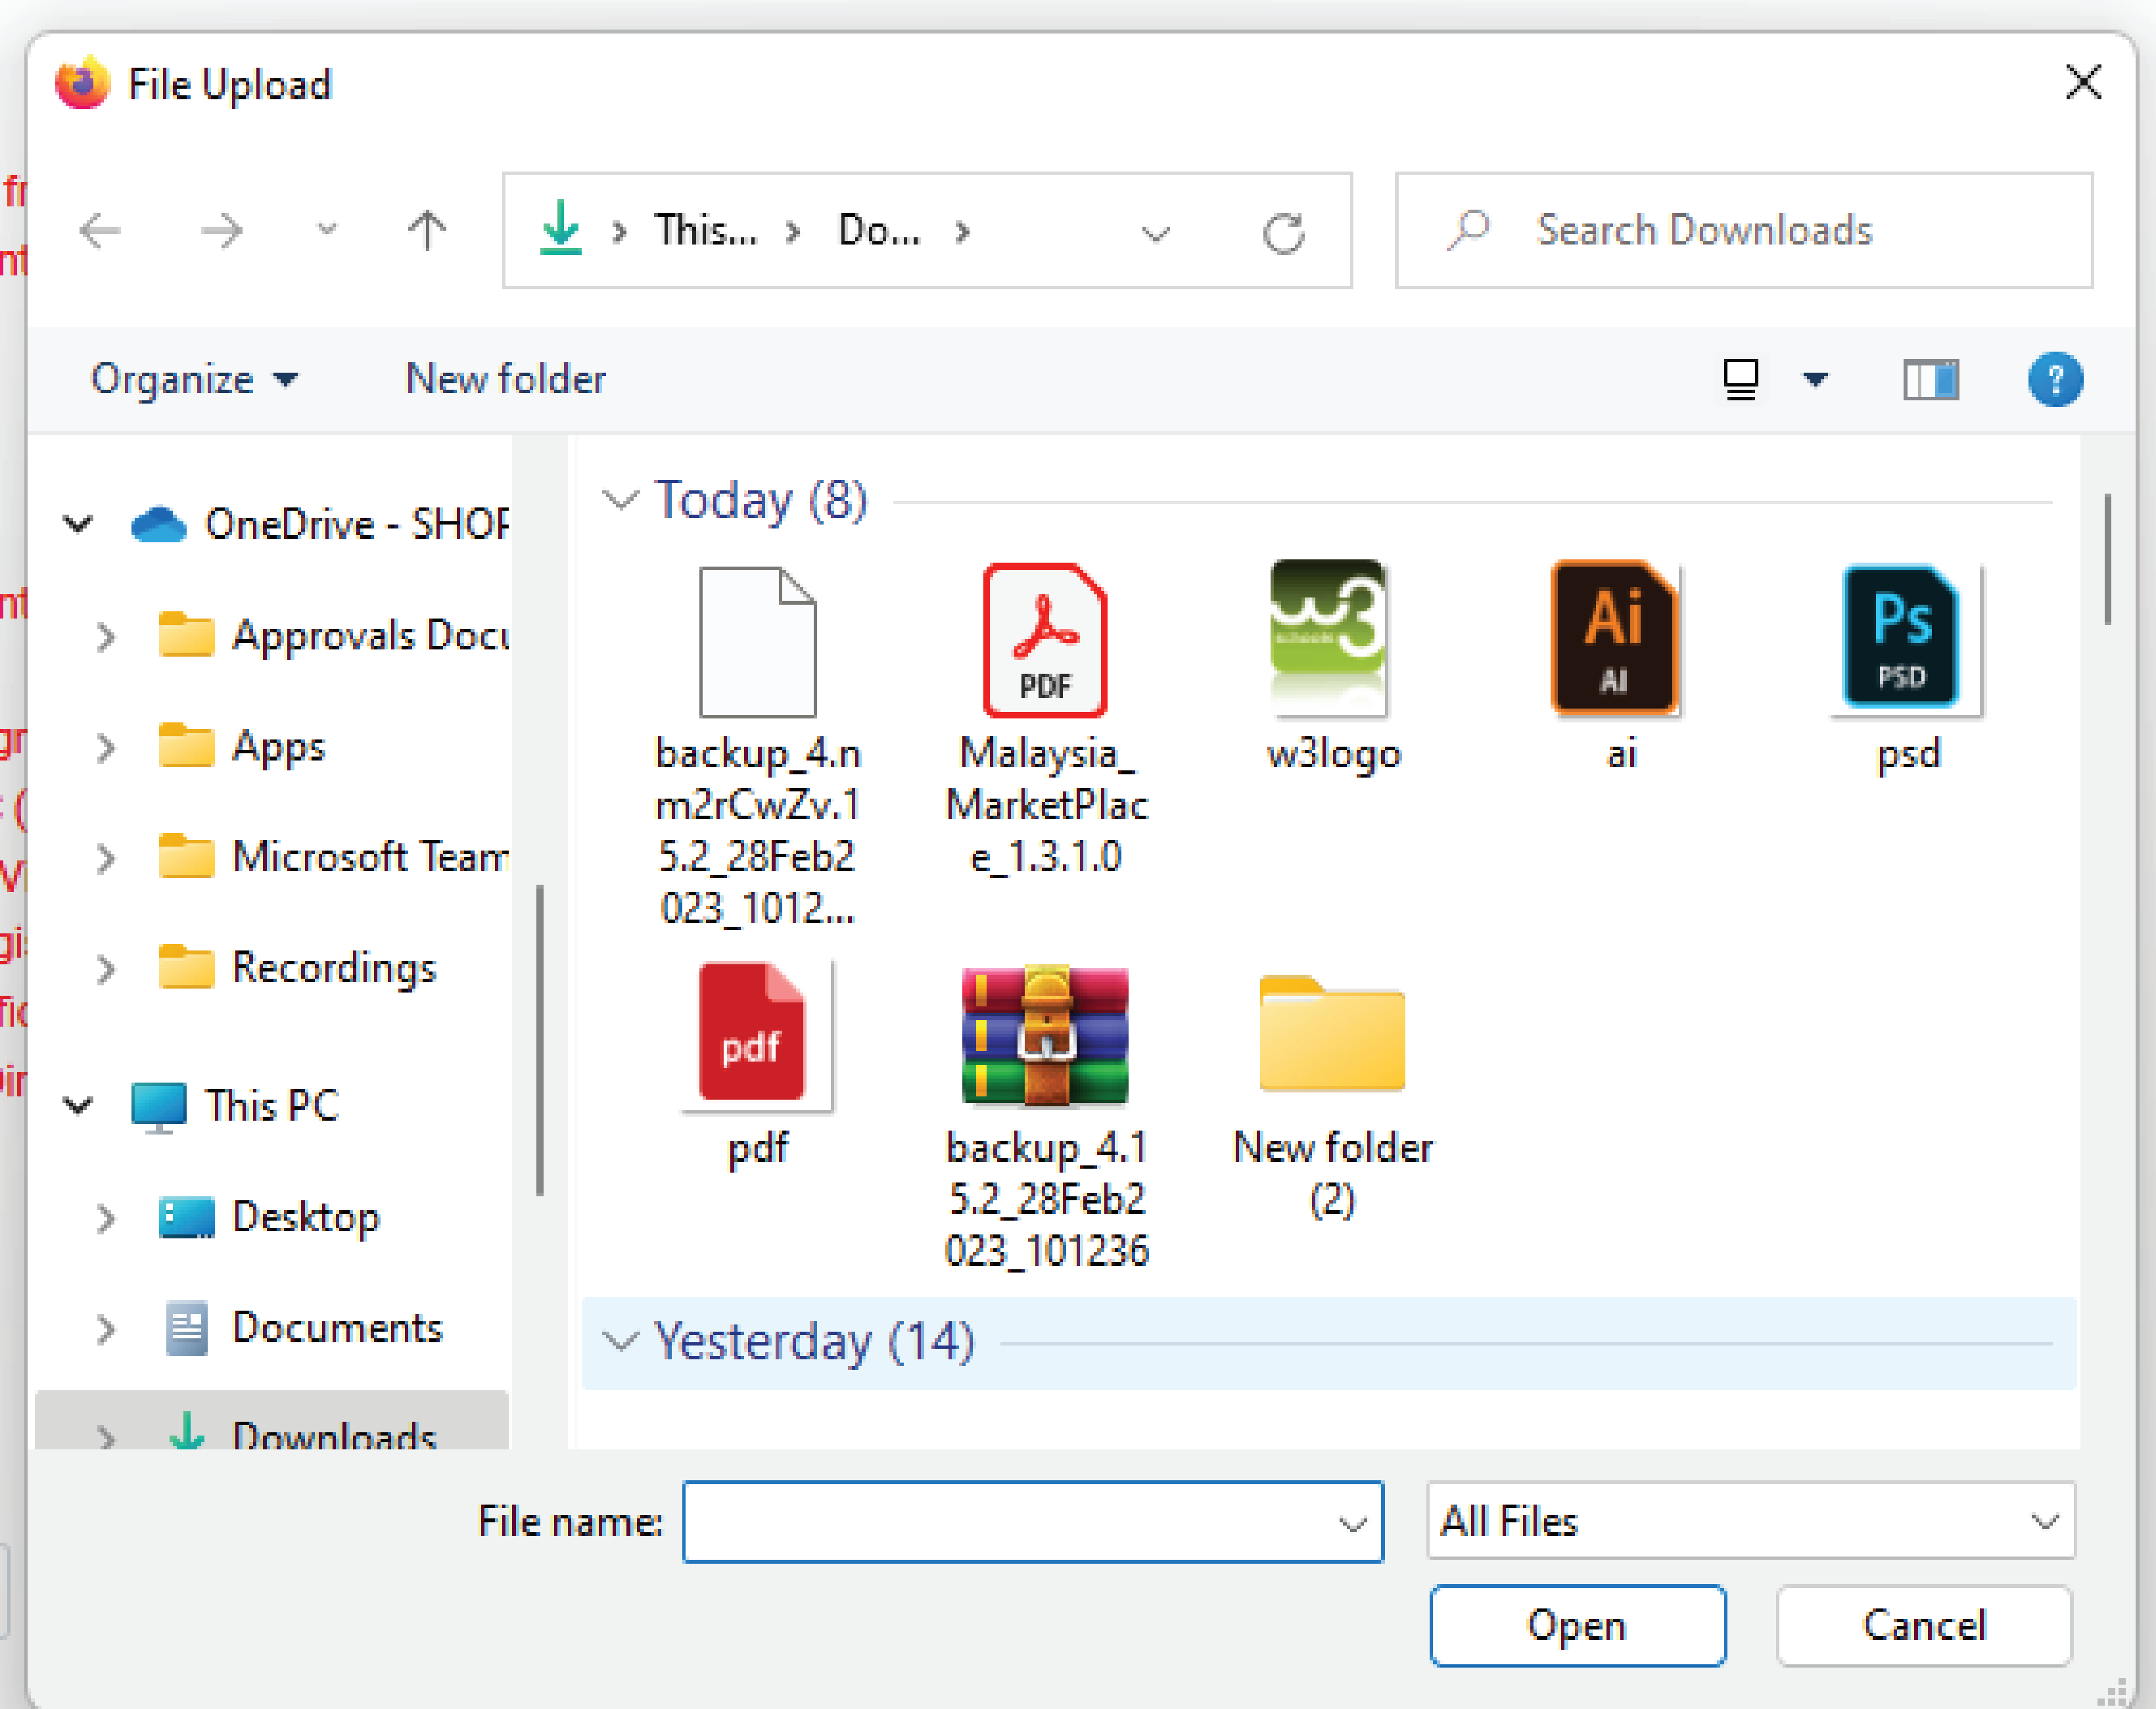 File Upload
This... Do...
Search Downloads
Organize
New folder
OneDrive - SHOP
Approvals Docu
Apps
Microsoft Team
Recordings
This PC
Desktop
Documents
Downloads
Today (8)
PDF
w3
schools
Ai
AI
Ps
PSD
backup_4.n
m2rCwZv.1
5.2_28Feb2
023_1012...
Malaysia_
MarketPlac
e_1.3.1.0
w3logo
ai
psd
pdf
pdf
backup_4.1
5.2_28Feb2
023_101236
New folder
(2)
Yesterday (14)
File name:
All Files
Open
Cancel